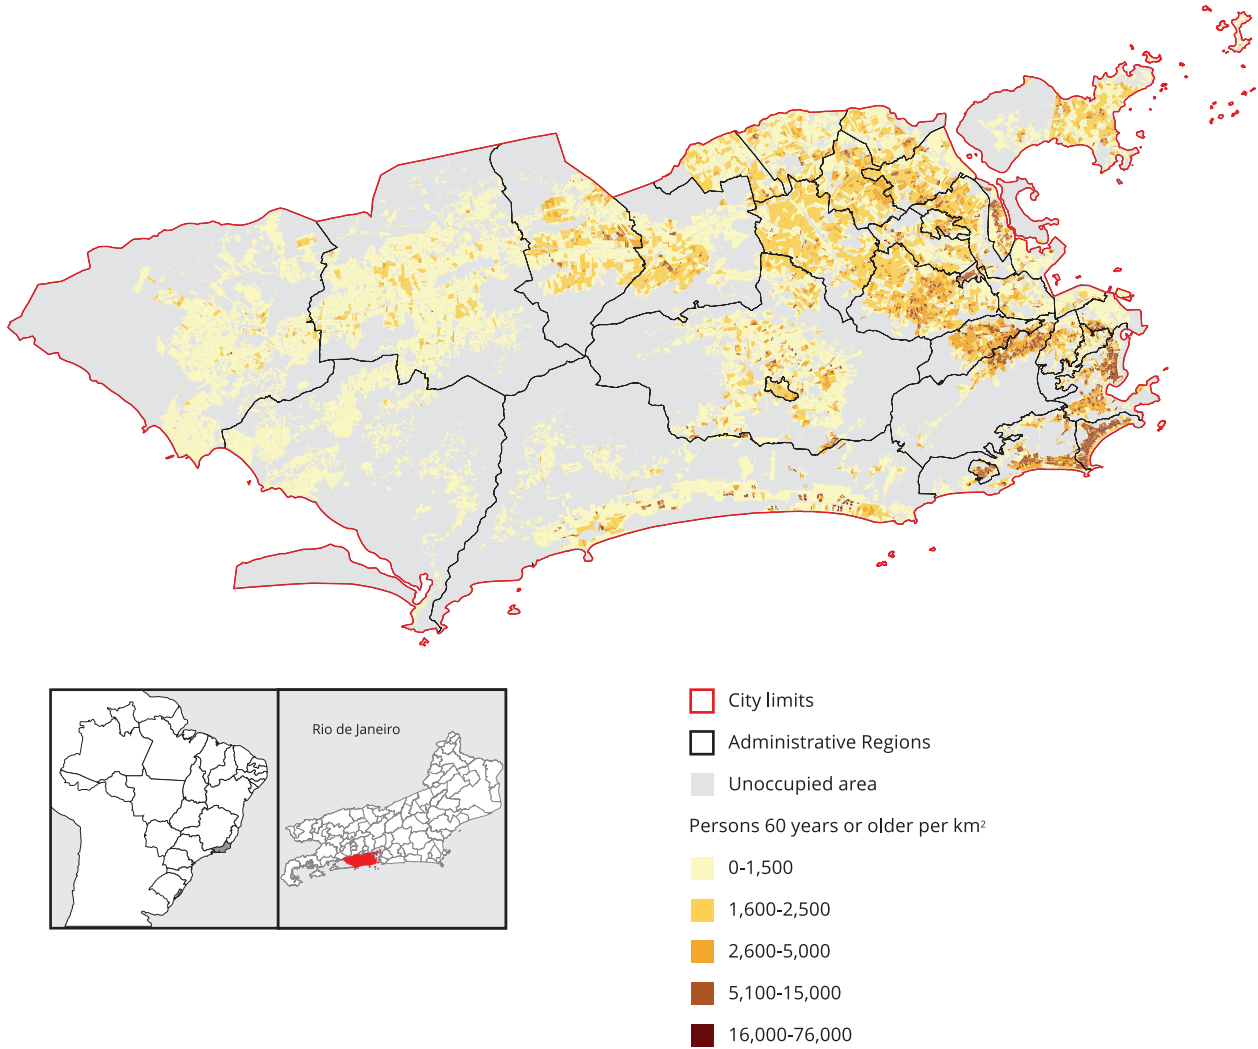 Rio de Janeiro
City limits
Administrative Regions
Unoccupied area
Persons 60 years or older per km²
0-1,500
1,600-2,500
2,600-5,000
5,100-15,000
16,000-76,000